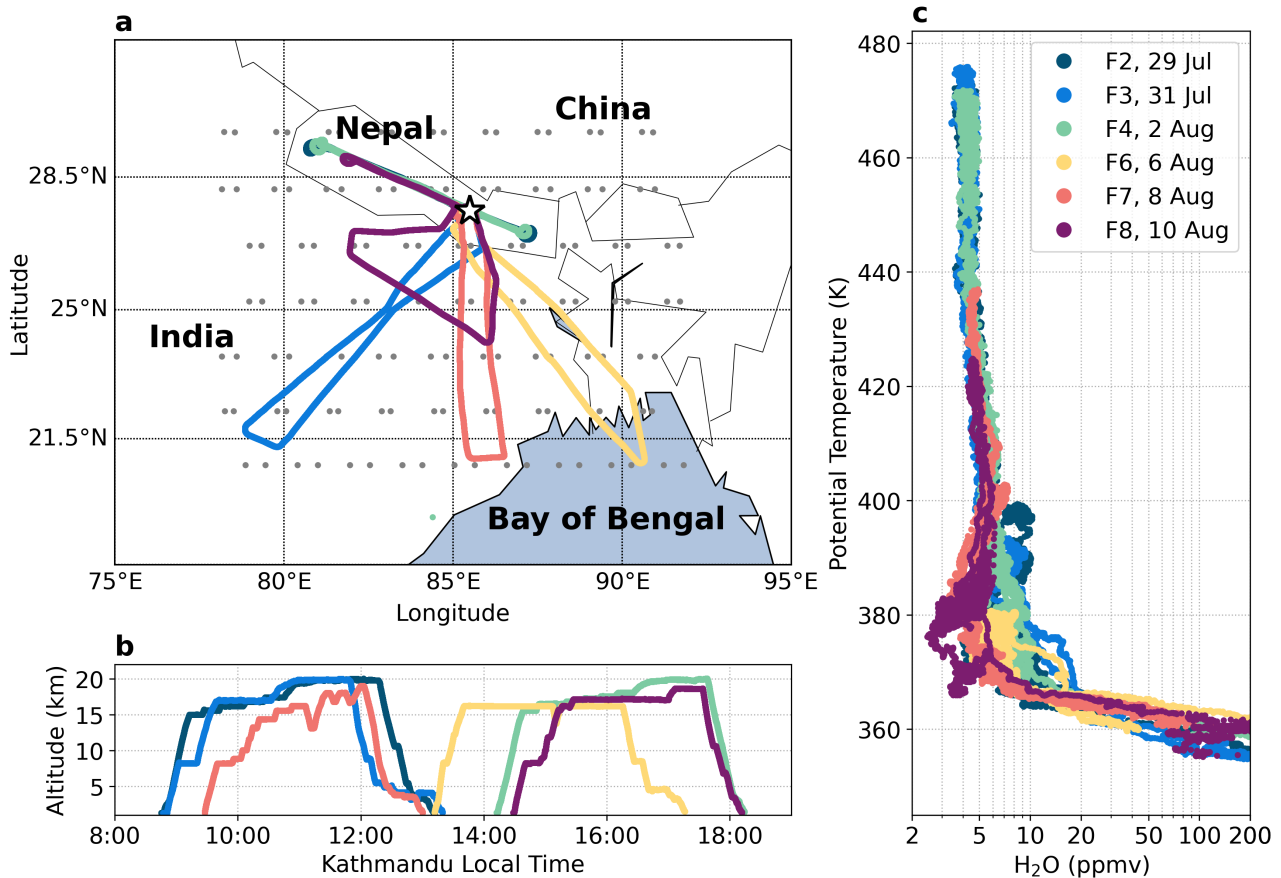 a
China
Nepal
India
Bay of Bengal
28.5°N
25°N
21.5°N
Latitutde
75°E
80°E
85°E
90°E
95°E
Longitude
b
20
15
10
5
Altitude (km)
8:00
10:00
12:00
14:00
16:00
18:00
Kathmandu Local Time
c
F2, 29 Jul
F3, 31 Jul
F4, 2 Aug
F6, 6 Aug
F7, 8 Aug
F8, 10 Aug
480
460
440
420
400
380
360
Potential Temperature (K)
2
5
10
20
50
100
200
H₂O (ppmv)